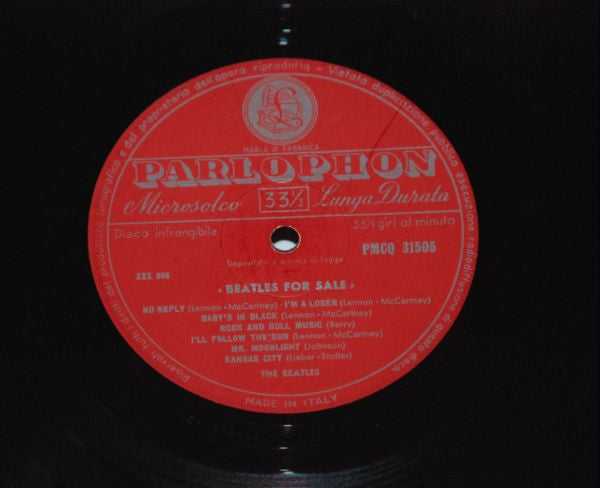 Riservati tutti i diritti del produttore fonografico e del proprietario dell'opera riprodotta - Vietata duplicazione pubblica esecuzione radiodiffusione di questo disco
£
MARCA DI FABBRICA
PARLOPHON
Microsolco 33⅓ Lunga Durata
Disco infrangibile 33⅓ giri al minuto
PMCQ 31505
Depositato a norma di legge
XEX 503
« BEATLES FOR SALE »
NO REPLY (Lennon - McCartney) - I'M A LOSER (Lennon - McCartney)
BABY'S IN BLACK (Lennon - McCartney)
ROCK AND ROLL MUSIC (Berry)
I'LL FOLLOW THE SUN (Lennon - McCartney)
MR. MOONLIGHT (Johnson)
KANSAS CITY (Lieber - Stoller)
THE BEATLES
MADE IN ITALY